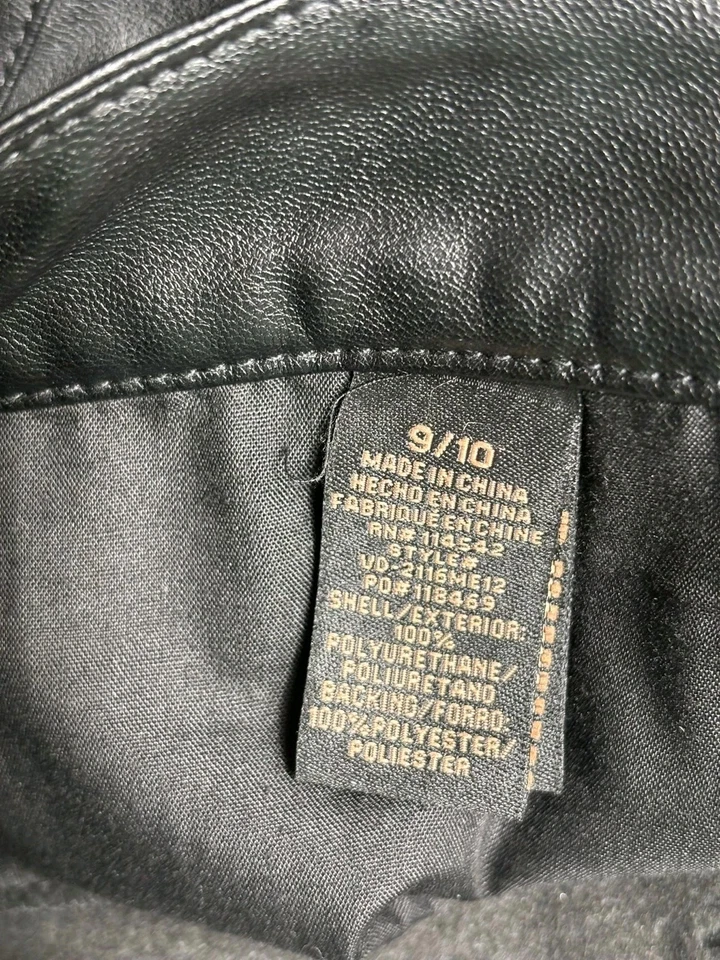 9/10
MADE IN CHINA
HECHO EN CHINA
FABRIQUE EN CHINE
RN# 114542
STYLE#
VD-2116ME12
PO#118469
SHELL/EXTERIOR:
100%
POLYURETHANE/
POLIURETANO
BACKING/FORRO,
100%POLYESTER/
POLIESTER